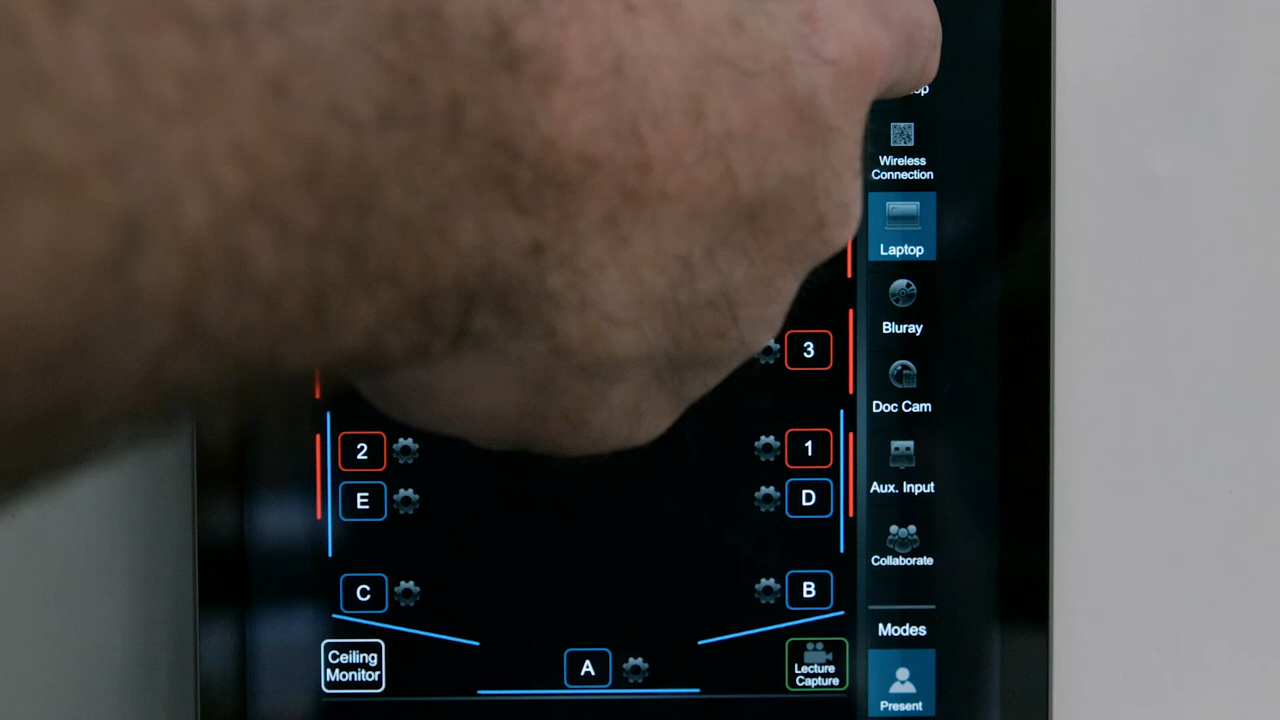 Wireless
Connection
Laptop
Bluray
3
Doc Cam
2
1
E
D
Aux. Input
Collaborate
C
B
Modes
Ceiling
Monitor
A
Lecture
Capture
Present